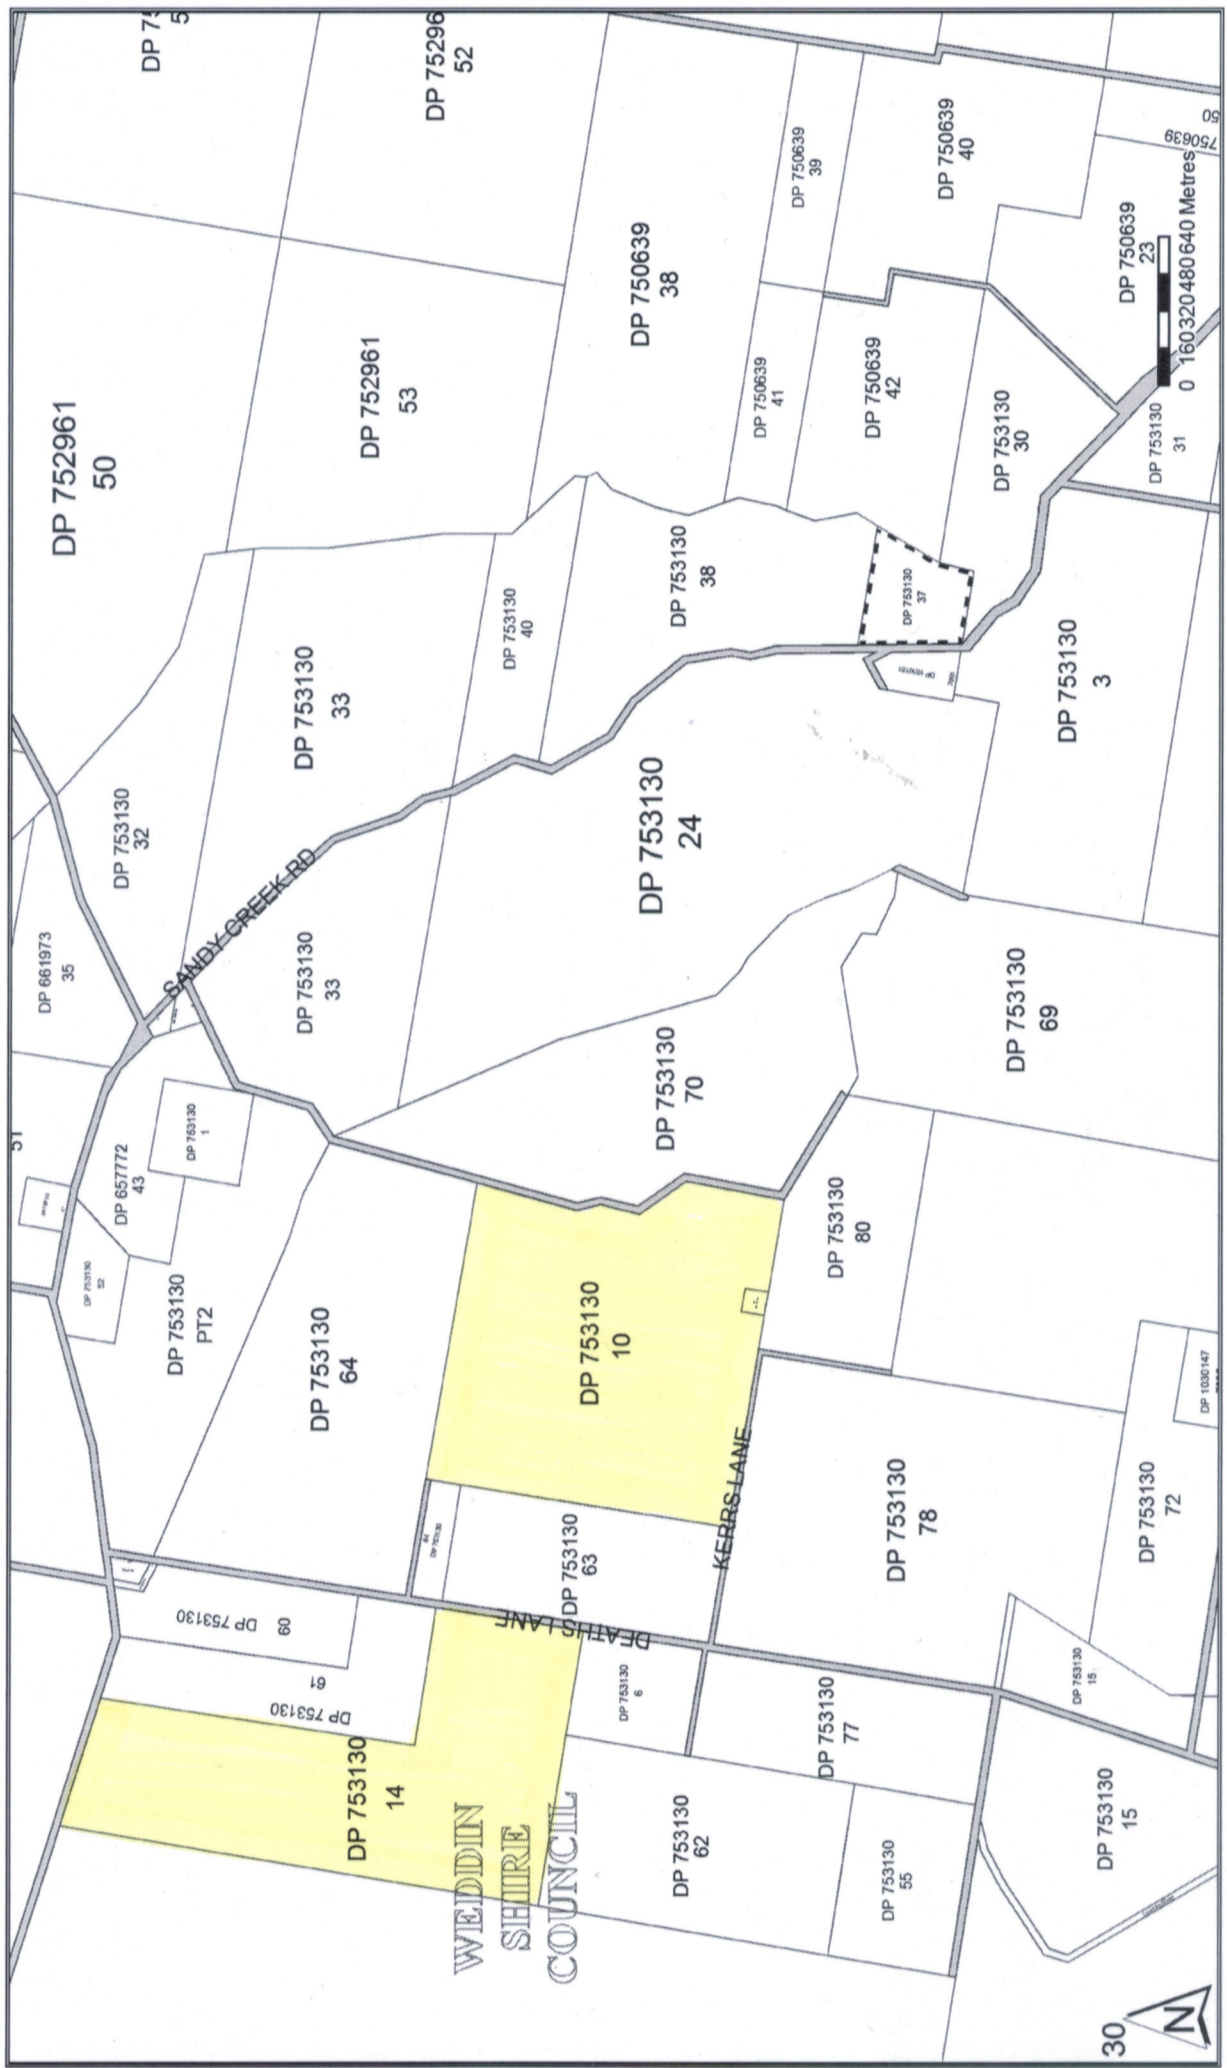 DP 75
5
DP 75296
52
DP 752961
50
DP 752961
53
DP 750639
38
DP 750639
39
DP 750639
40
750639
50
DP 750639
41
DP 750639
42
DP 750639
23
DP 753130
30
DP 753130
31
0 160320480640 Metres
DP 753130
38
DP 753130
37
DP 753130
40
DP 753130
33
DP 753130
32
DP 661973
35
SANDY CREEK RD
DP 753130
33
DP 753130
24
DP 753130
3
DP 753130
69
DP 753130
70
51
DP 657772
43
DP 753130
1
DP 753130
52
DP 753130
PT2
DP 753130
64
DP 753130
10
DP 753130
80
DP 1030147
DP 753130
72
DP 753130
78
KERRS LANE
DP 753130
63
DEATHS LANE
DP 753130
60
61
DP 753130
DP 753130
14
DP 753130
6
DP 753130
77
DP 753130
15
DP 753130
15
DP 753130
62
DP 753130
55
WEDDIN
SHIRE
COUNCIL
30
N